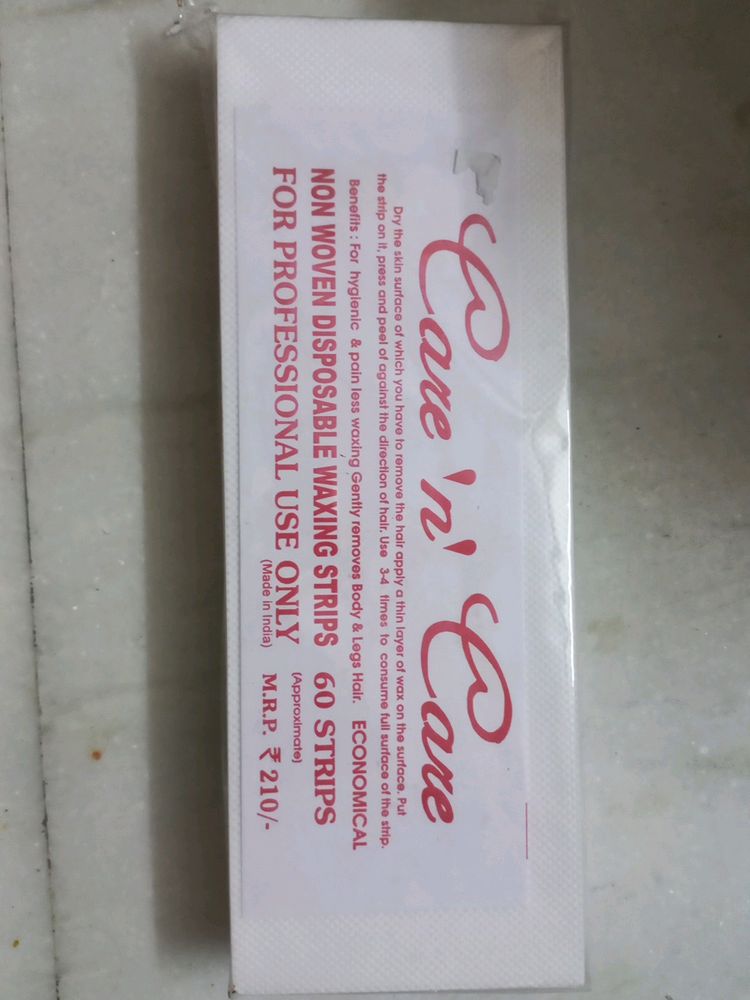 Care 'n' Care
Dry the skin surface of which you have to remove the hair apply a thin layer of wax on the surface. Put
the strip on it, press and peel of against the direction of hair. Use 3-4 times to consume full surface of the strip.
Benefits : For hygienic & pain less waxing Gently removes Body & Legs Hair. ECONOMICAL
NON WOVEN DISPOSABLE WAXING STRIPS 60 STRIPS
(Approximate)
FOR PROFESSIONAL USE ONLY M.R.P. ₹ 210/-
(Made in India)